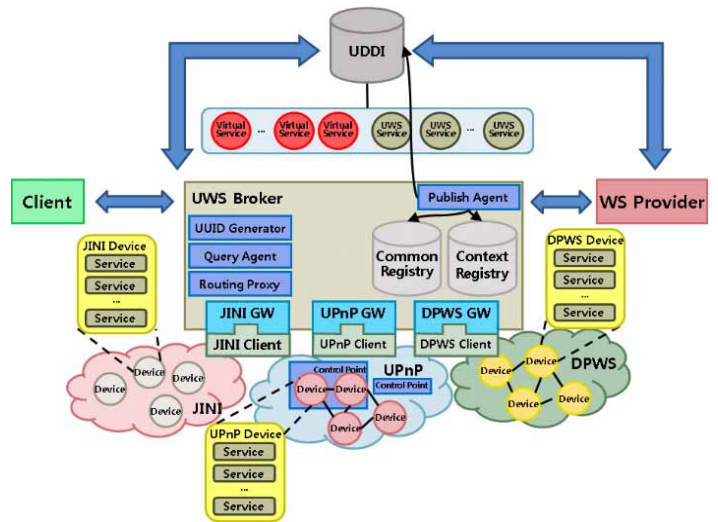 UDDI
Virtual Service
...
Virtual Service
Virtual Service
UWS Service
UWS Service
...
UWS Service
Client
UWS Broker
Publish Agent
WS Provider
UUID Generator
Query Agent
Routing Proxy
Common Registry
Context Registry
JINI Device
Service
Service
...
Service
DPWS Device
Service
Service
...
Service
JINI GW
UPnP GW
DPWS GW
JINI Client
UPnP Client
DPWS Client
Device
Device
Device
Device
JINI
Control Point
UPnP
Control Point
Device
Device
Device
Device
DPWS
Device
Device
Device
Device
UPnP Device
Service
Service
...
Service